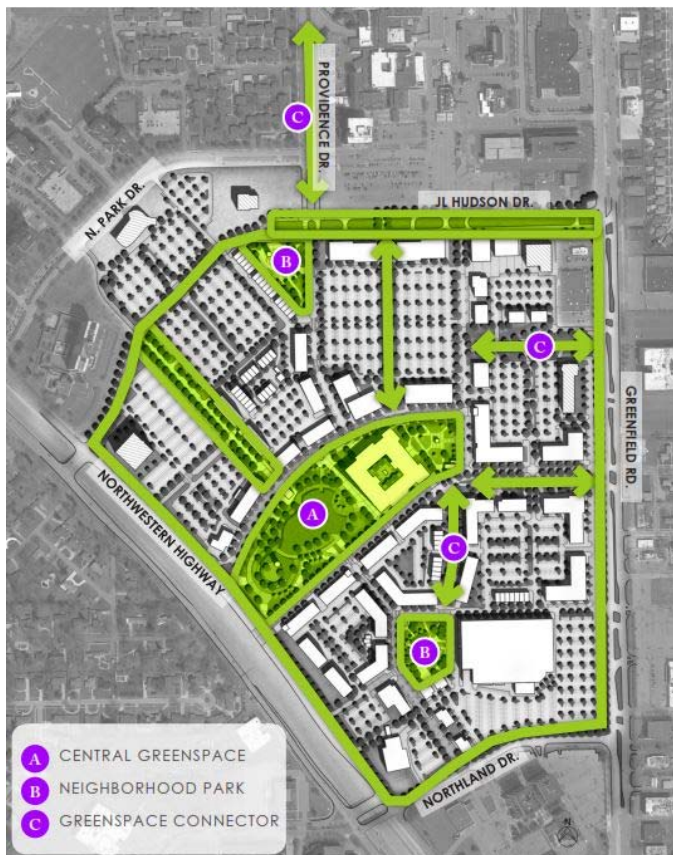 PROVIDENCE DR
C
N. PARK DR.
JL HUDSON DR.
B
C
GREENFIELD RD.
A
C
NORTHWESTERN HIGHWAY
B
NORTHLAND DR.
A CENTRAL GREENSPACE
B NEIGHBORHOOD PARK
C GREENSPACE CONNECTOR
N